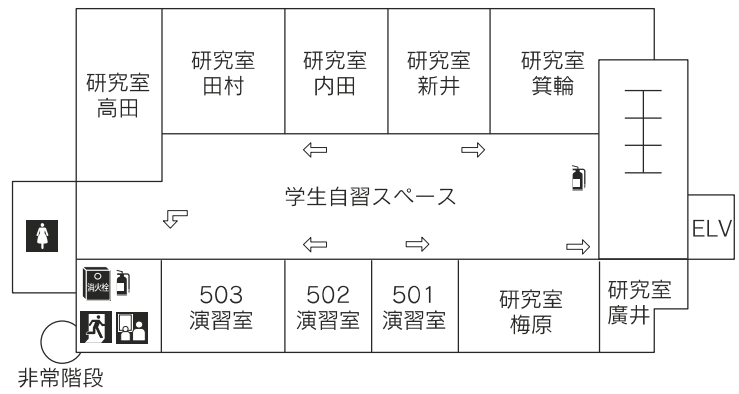 研究室
高田
研究室
田村
研究室
内田
研究室
新井
研究室
箕輪
学生自習スペース
ELV
消火栓
503
演習室
502
演習室
501
演習室
研究室
梅原
研究室
廣井
非常階段